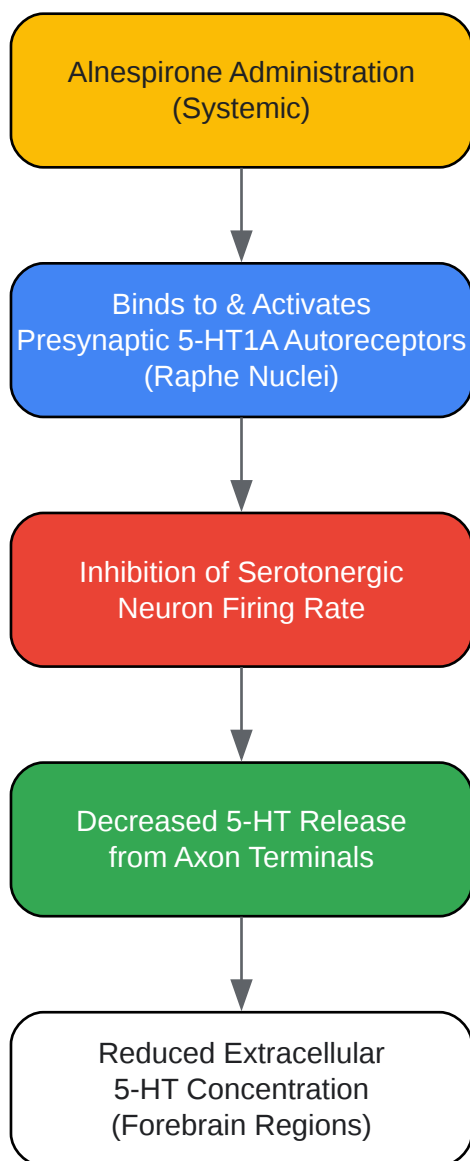 Alnespirone Administration
(Systemic)
Binds to & Activates
Presynaptic 5-HT1A Autoreceptors
(Raphe Nuclei)
Inhibition of Serotonergic
Neuron Firing Rate
Decreased 5-HT Release
from Axon Terminals
Reduced Extracellular
5-HT Concentration
(Forebrain Regions)